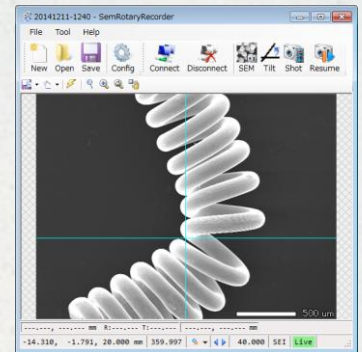 20141211-1240 - SemRotaryRecorder
File Tool Help
New Open Save Config Connect Disconnect SEM Tilt Shot Resume
500 um
---.---, ---.--- mm R:---.--- T:---.--- ---.---, ---.--- mm
-14.310, -1.791, 20.000 mm 359.997 40.000 SEI Live